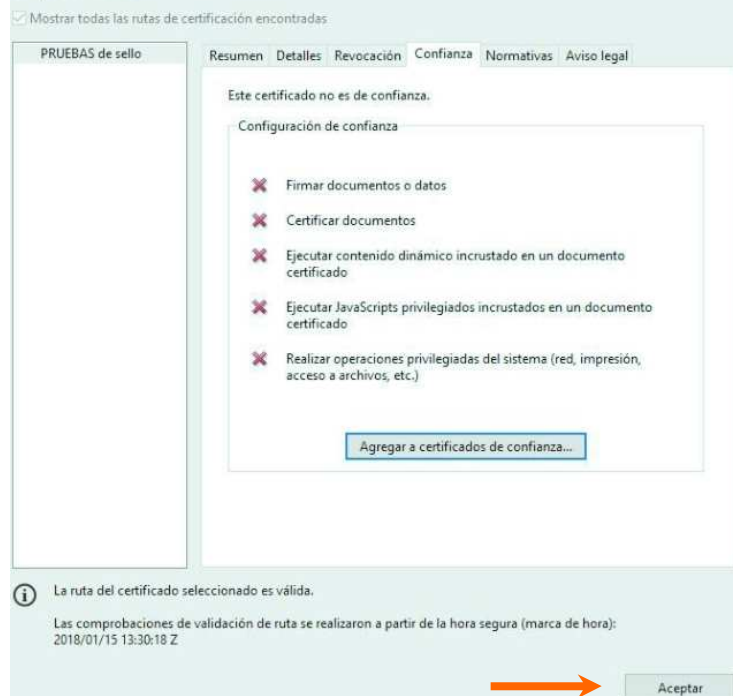 Mostrar todas las rutas de certificación encontradas
PRUEBAS de sello
Resumen Detalles Revocación Confianza Normativas Aviso legal
Este certificado no es de confianza.
Configuración de confianza
Firmar documentos o datos
Certificar documentos
Ejecutar contenido dinámico incrustado en un documento
certificado
Ejecutar JavaScripts privilegiados incrustados en un documento
certificado
Realizar operaciones privilegiadas del sistema (red, impresión,
acceso a archivos, etc.)
Agregar a certificados de confianza...
La ruta del certificado seleccionado es válida.
Las comprobaciones de validación de ruta se realizaron a partir de la hora segura (marca de hora):
2018/01/15 13:30:18 Z
Aceptar